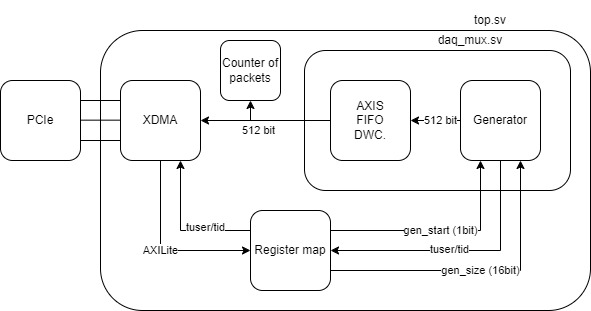 top.sv
daq_mux.sv
Counter of
packets
PCIe
XDMA
AXIS
FIFO
DWC.
Generator
512 bit
512 bit
tuser/tid
gen_start (1bit)
AXILite
Register map
tuser/tid
gen_size (16bit)